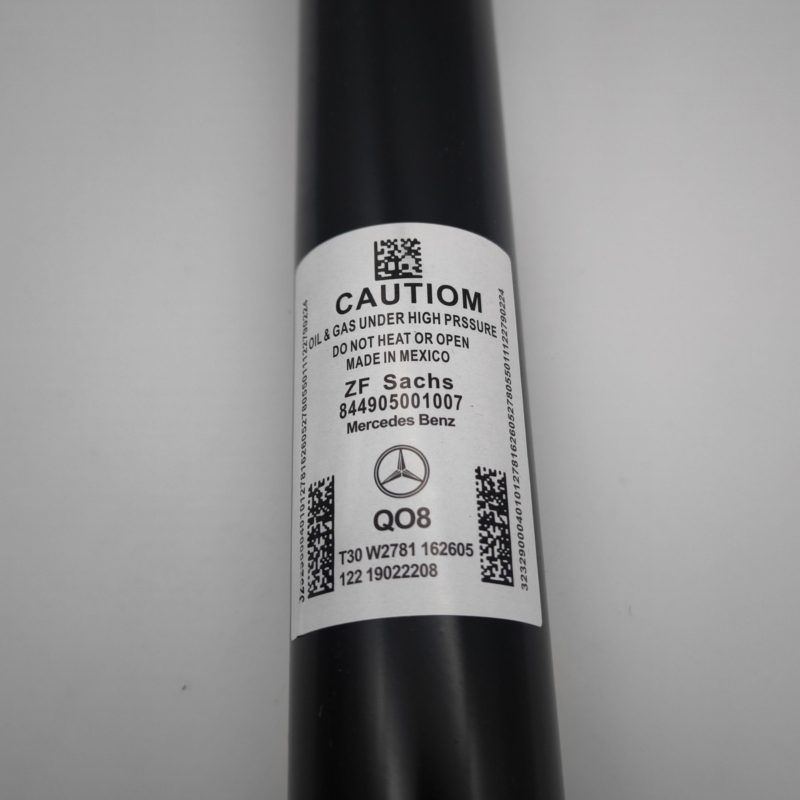 CAUTIOM
OIL & GAS UNDER HIGH PRSSURE
DO NOT HEAT OR OPEN
MADE IN MEXICO
ZF Sachs
844905001007
Mercedes Benz
QO8
T30 W2781 162605
122 19022208
32329000401012781626052780550111122790224